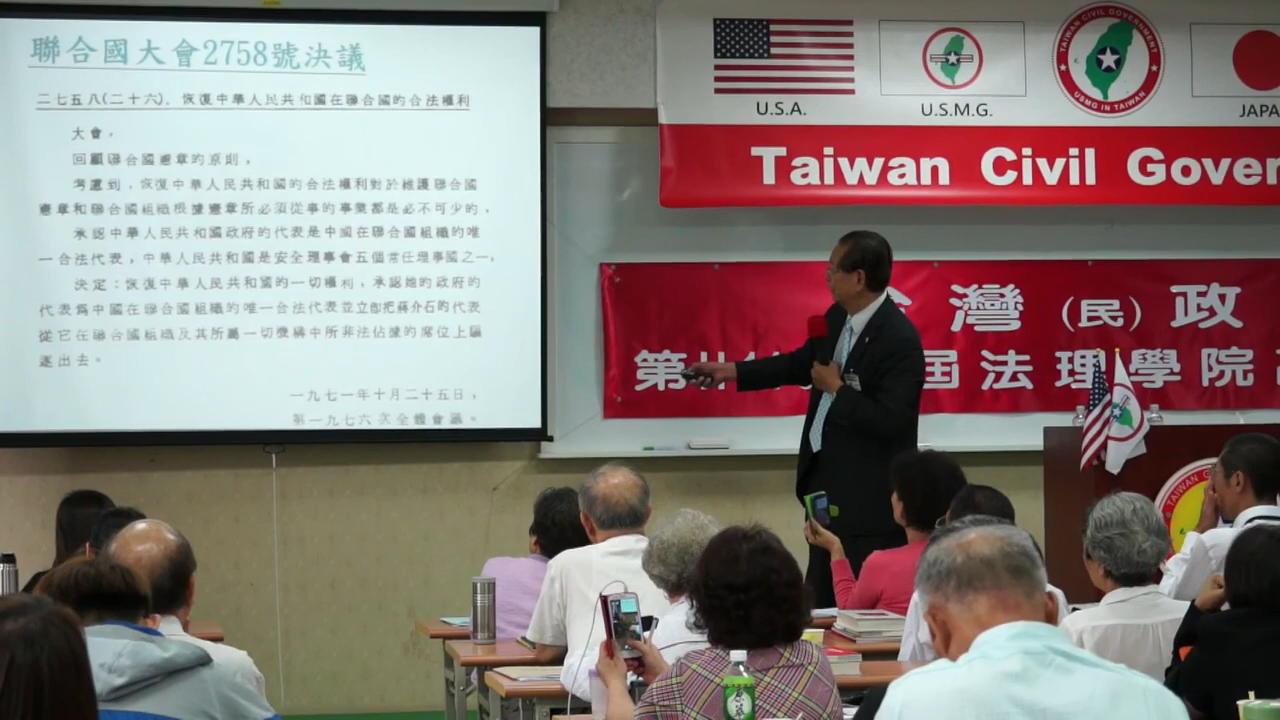 聯合國大會2758號決議
二七五八(二十六)。恢復中華人民共和國在聯合國的合法權利
大會，
回顧聯合國憲章的原則，
考慮到，恢復中華人民共和國的合法權利對於維護聯合國
憲章和聯合國組織根據憲章所必須從事的事業都是必不可少的，
承認中華人民共和國政府的代表是中國在聯合國組織的唯
一合法代表，中華人民共和國是安全理事會五個常任理事國之一，
決定：恢復中華人民共和國的一切權利，承認她的政府的
代表為中國在聯合國組織的唯一合法代表並立即把蔣介石的代表
從它在聯合國組織及其所屬一切機構中所非法佔據的席位上驅
逐出去。
一九七一年十月二十五日，
第一九七六次全體會議。
U.S.A.
U.S.M.G.
TAIWAN CIVIL GOVERNMENT
USMG IN TAIWAN
JAPA
Taiwan Civil Gover
灣(民)政
第廿
屆法理學院
TAIWAN